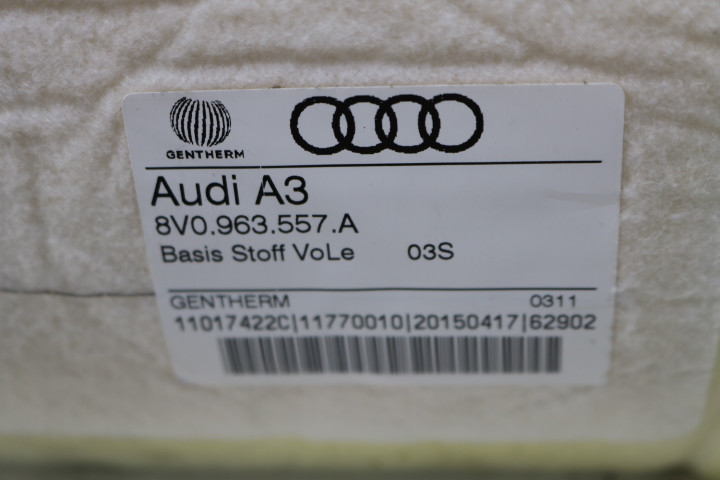 GENTHERM
Audi A3
8V0.963.557.A
Basis Stoff VoLe 03S
GENTHERM 0311
11017422C|11770010|20150417|62902